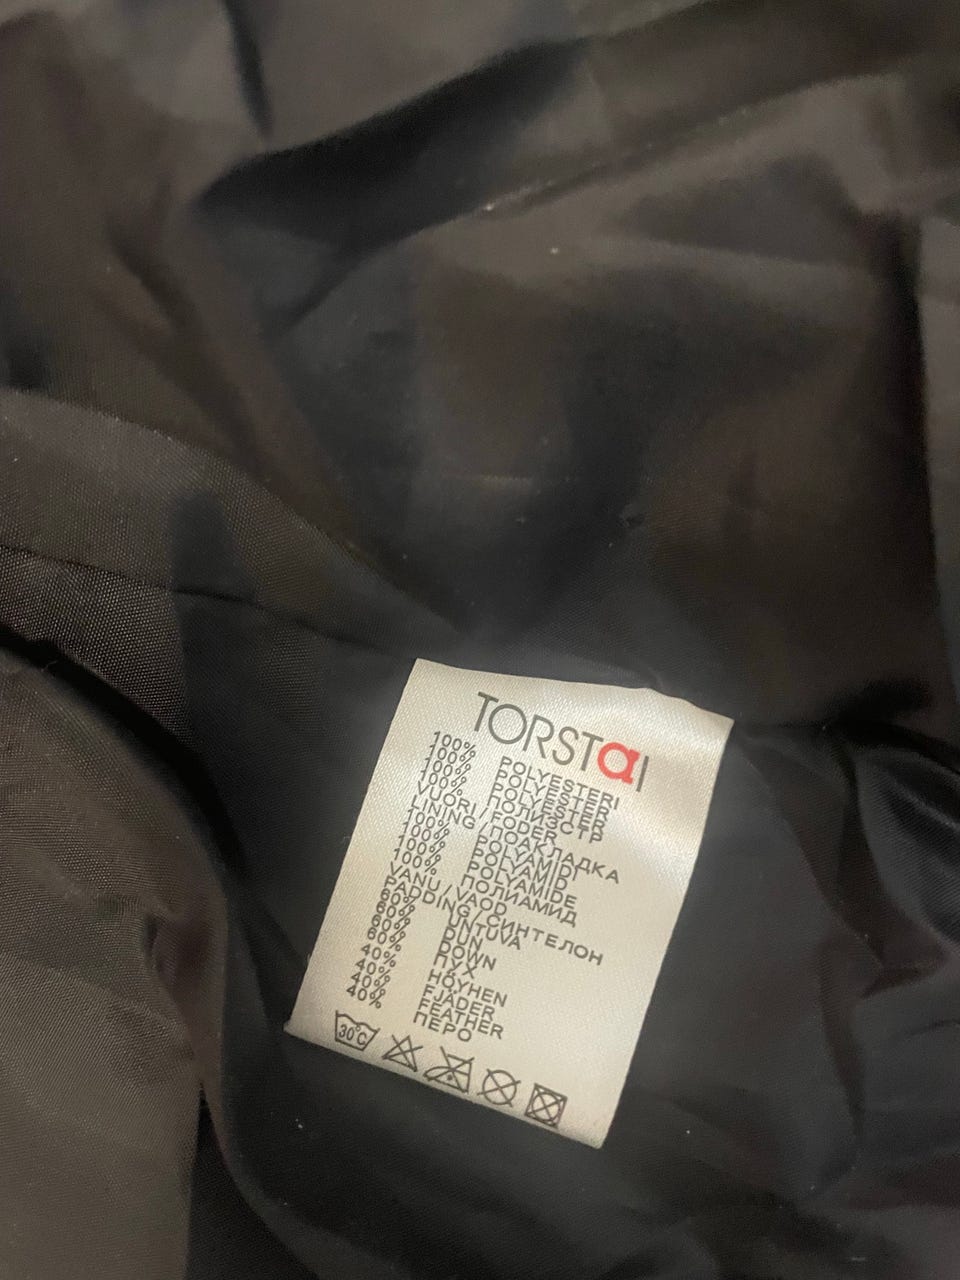 TORSTAI
100% POLYESTERI
100% POLYESTER
100% POLYESTER
100% ПОЛИЭСТР
VUORI / FODER
LINING / ПОАКЛАДКА
100% POLYAMIDI
100% POLYAMID
100% POLYAMIDE
100% ПОЛИАМИД
VANU / VAOD
PADDING / СИНТЕЛОН
60% UNTUVA
60% DUN
60% DOWN
60% ПУХ
40% HÖYHEN
40% FJÄDER
40% FEATHER
40% ПЕРО
30°C